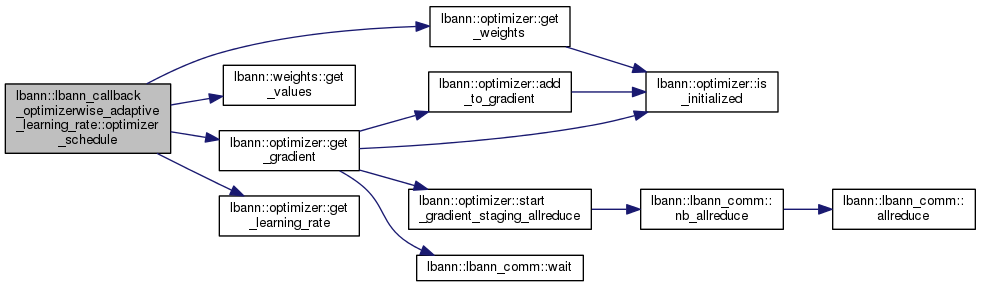 lbann::lbann_callback
_optimizerwise_adaptive
_learning_rate::optimizer
_schedule
lbann::optimizer::get
_weights
lbann::weights::get
_values
lbann::optimizer::get
_gradient
lbann::optimizer::get
_learning_rate
lbann::optimizer::add
_to_gradient
lbann::optimizer::is
_initialized
lbann::optimizer::start
_gradient_staging_allreduce
lbann::lbann_comm::wait
lbann::lbann_comm::
nb_allreduce
lbann::lbann_comm::
allreduce